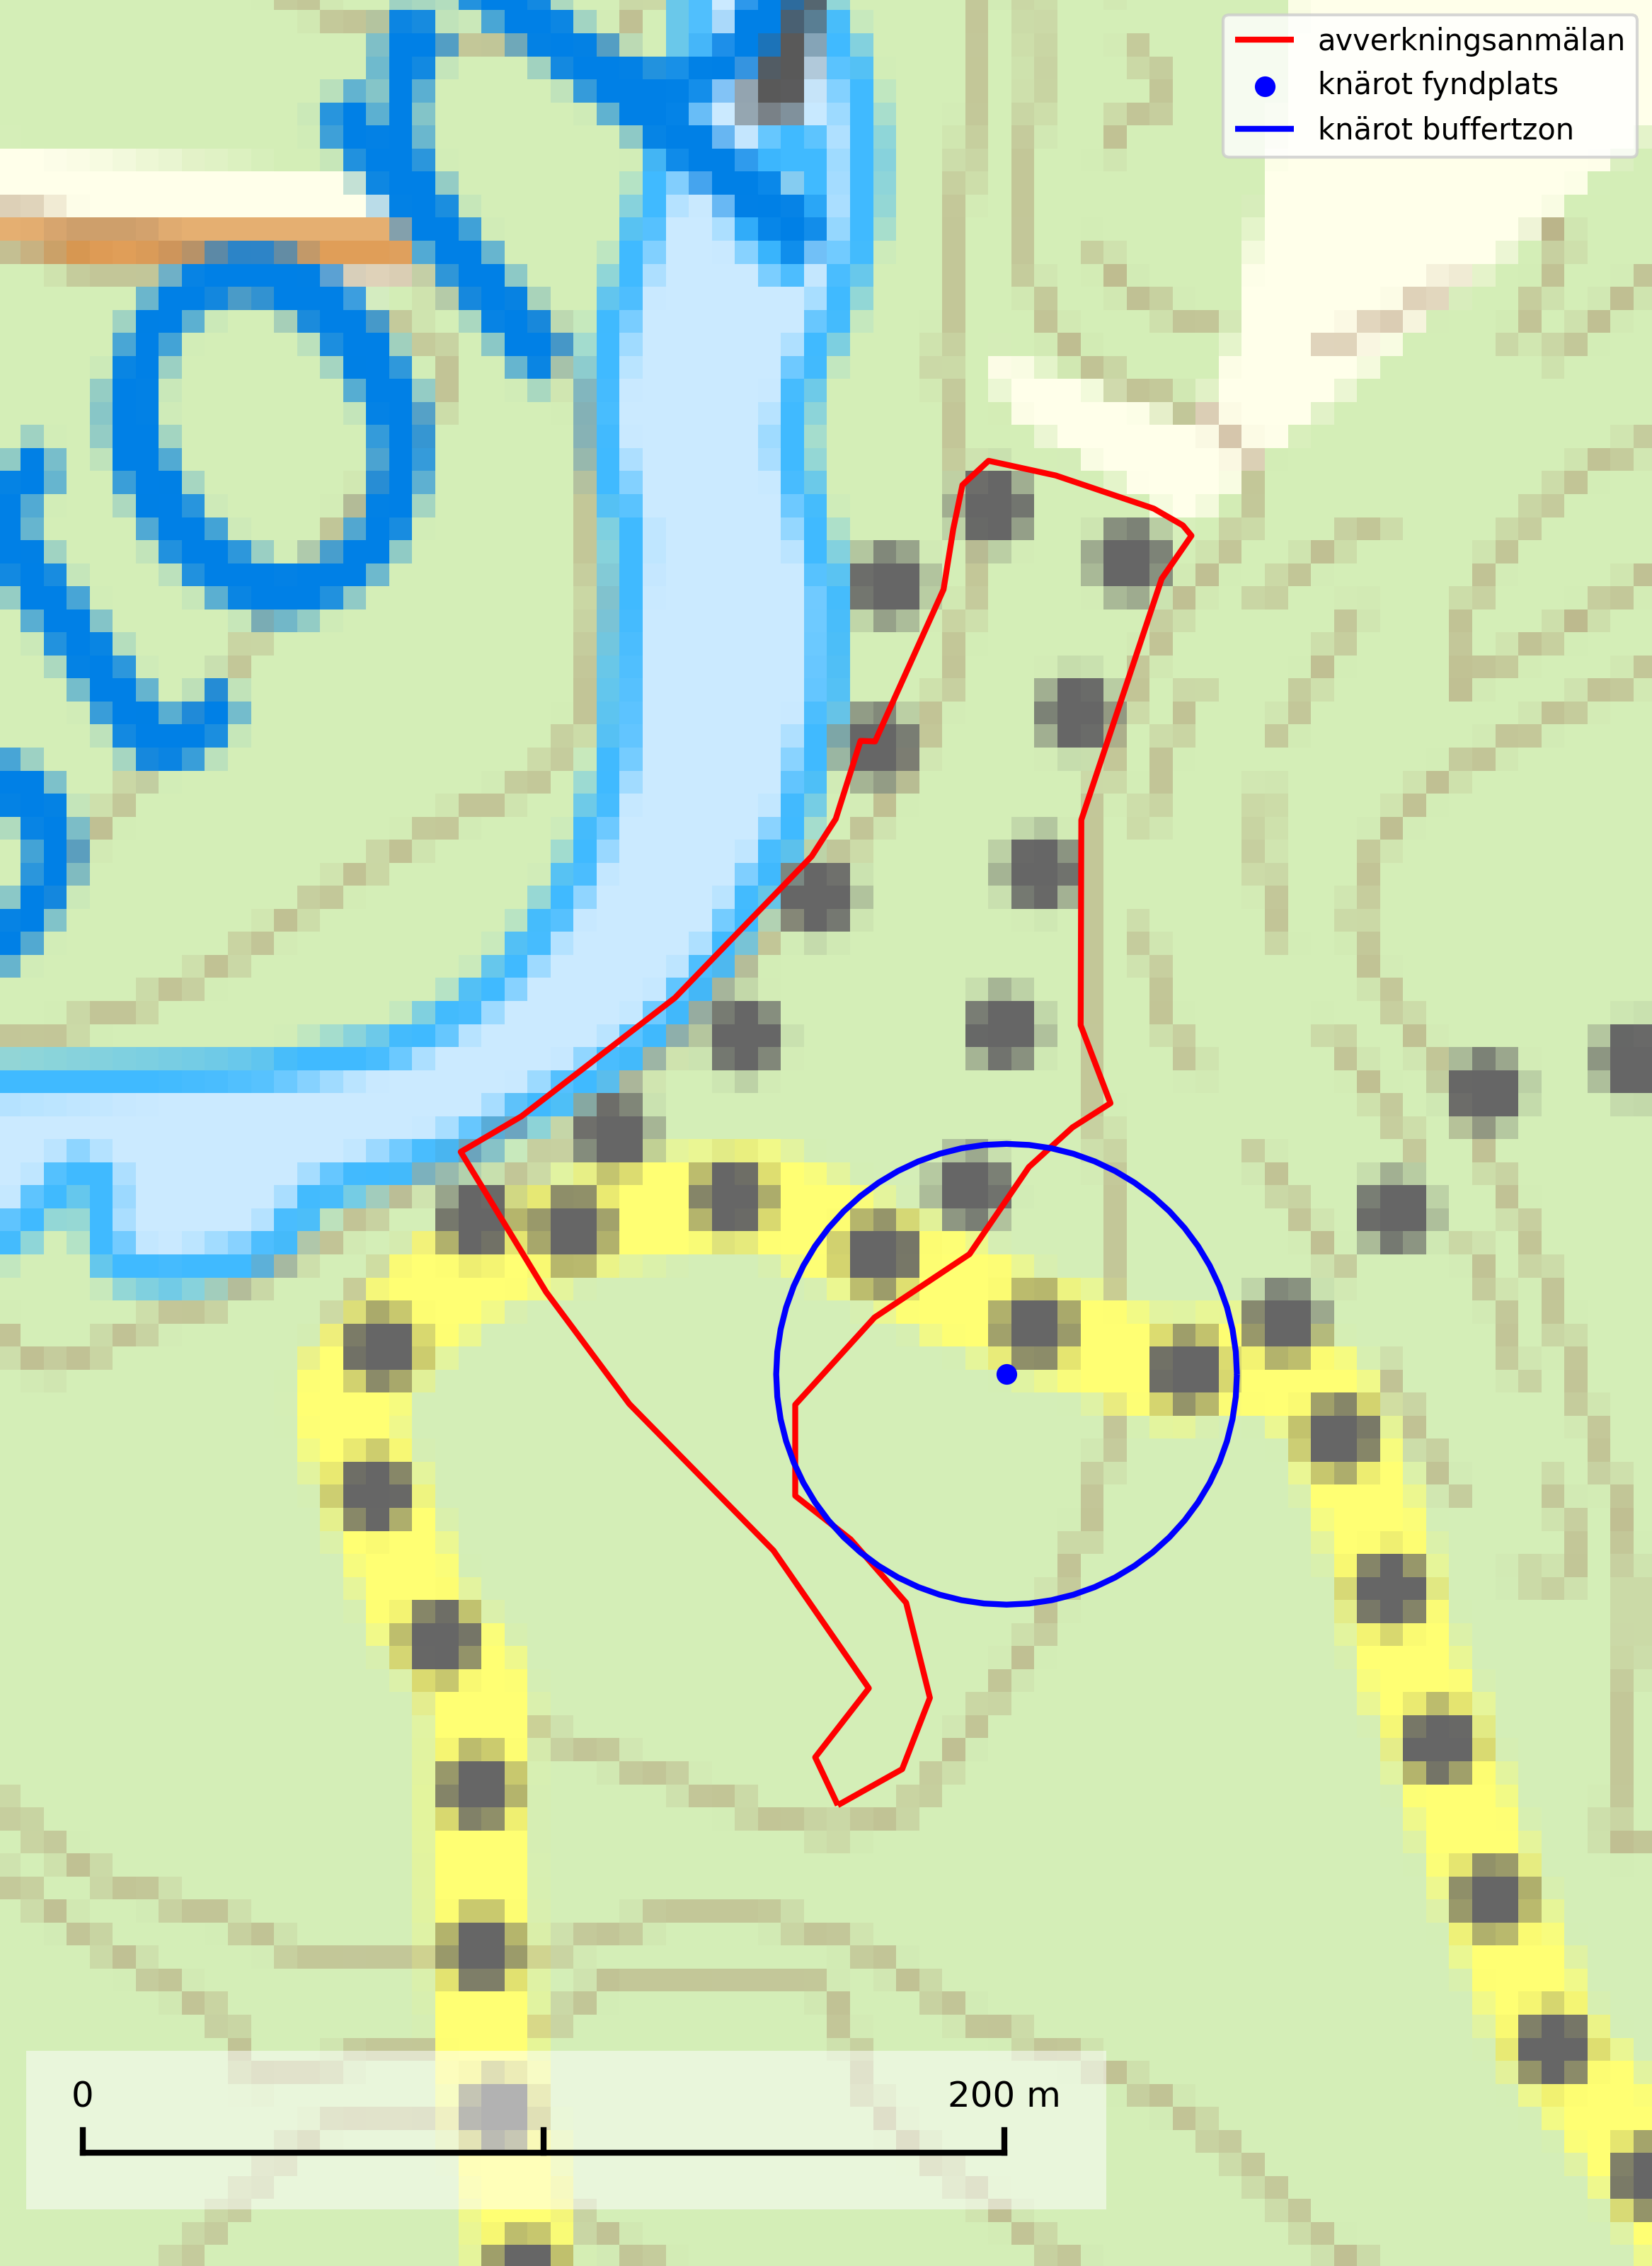 avverkningsanmälan
knärot fyndplats
knärot buffertzon
0 200 m